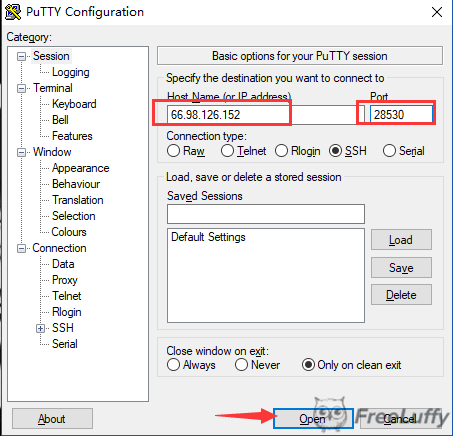 PuTTY Configuration
Category:
Session
Logging
Terminal
Keyboard
Bell
Features
Window
Appearance
Behaviour
Translation
Selection
Colours
Connection
Data
Proxy
Telnet
Rlogin
SSH
Serial
Basic options for your PuTTY session
Specify the destination you want to connect to
Host Name (or IP address) Port
66.98.126.152 28530
Connection type:
Raw Telnet Rlogin SSH Serial
Load, save or delete a stored session
Saved Sessions
Default Settings
Load
Save
Delete
Close window on exit:
Always Never Only on clean exit
About Open Cancel
FreeLuffy